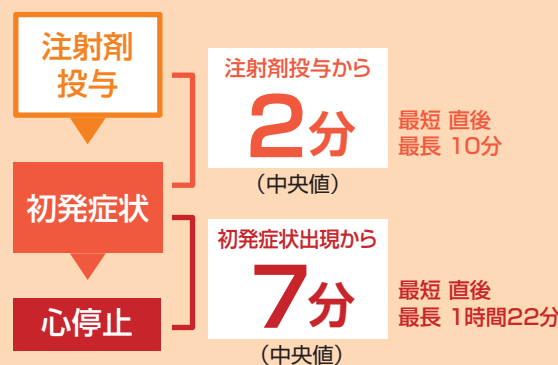 注射剤
投与
注射剤投与から
2分
(中央値)
最短 直後
最長 10分
初発症状
初発症状出現から
7分
(中央値)
最短 直後
最長 1時間22分
心停止